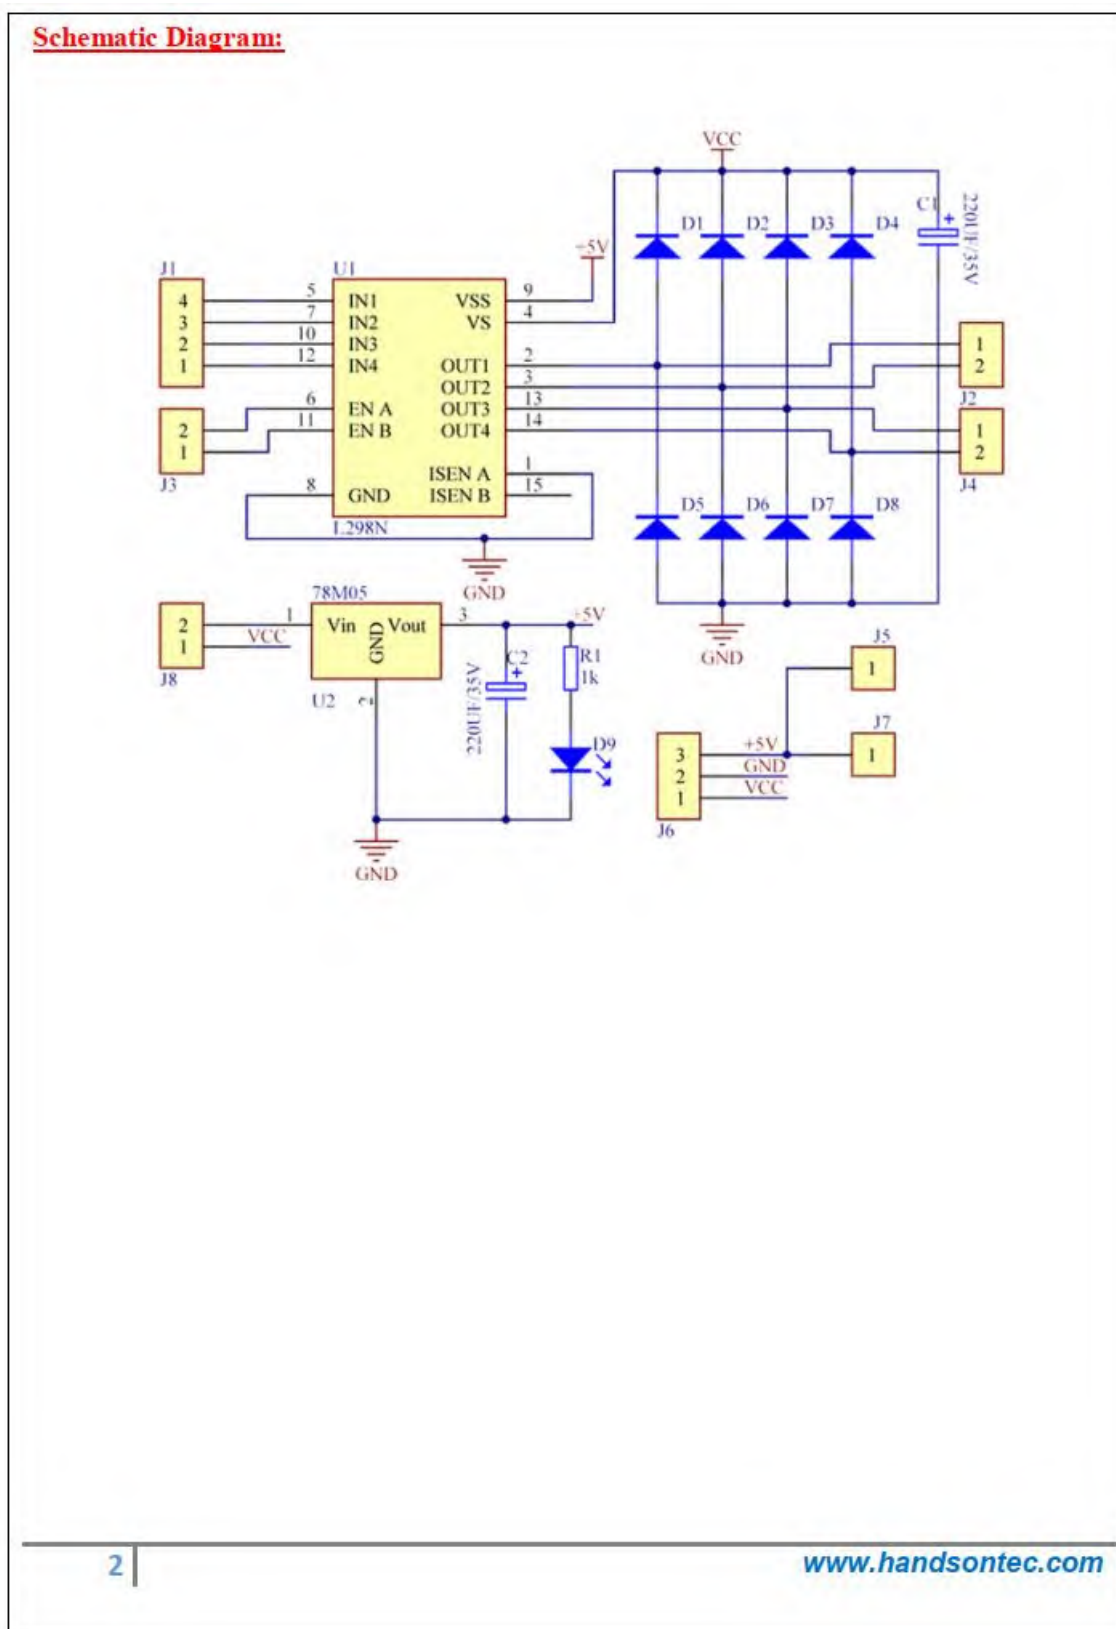 Schematic Diagram:
VCC
D1 D2 D3 D4
C1
+
220UF/35V
+5V
J1
4
3
2
1
5
7
10
12
U1
IN1
IN2
IN3
IN4
VSS
VS
9
4
OUT1
OUT2
OUT3
OUT4
2
3
13
14
1
2
J2
1
2
J4
2
1
J3
6
11
EN A
EN B
ISEN A
ISEN B
1
15
8
GND
L298N
GND
D5 D6 D7 D8
GND
2
1
J8
VCC
1
78M05
Vin
GND
Vout
3
U2
2
+5V
C2
+
220UF/35V
R1
1k
D9
GND
J5
1
J7
1
3
2
1
J6
+5V
GND
VCC
2
www.handsontec.com